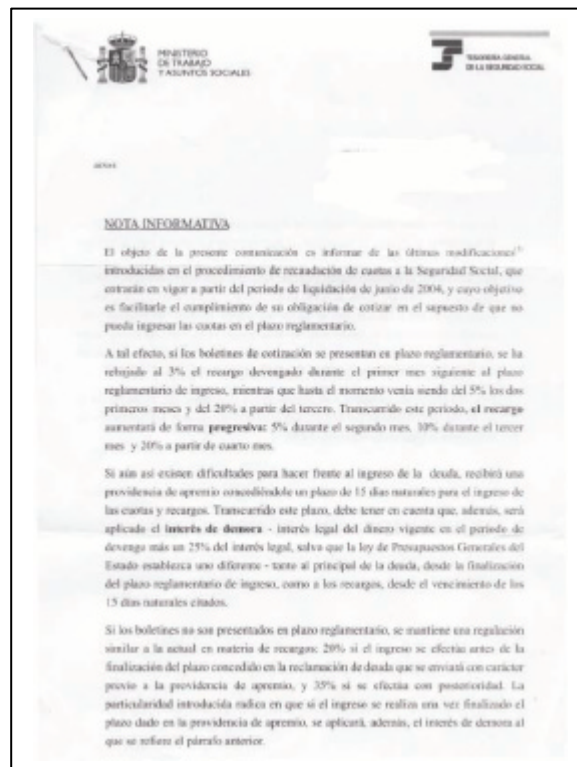 MINISTERIO
DE TRABAJO
Y ASUNTOS SOCIALES
TESORERÍA GENERAL
DE LA SEGURIDAD SOCIAL
NOTA INFORMATIVA
El objeto de la presente comunicación es informar de las últimas modificaciones
introducidas en el procedimiento de recaudación de cuotas a la Seguridad Social, que
entrarán en vigor a partir del periodo de liquidación de junio de 2004, y cuyo objetivo
es facilitarle el cumplimiento de su obligación de cotizar en el supuesto de que no
pueda ingresar las cuotas en el plazo reglamentario.
A tal efecto, si los boletines de cotización se presentan en plazo reglamentario, se ha
rebajado al 3% el recargo devengado durante el primer mes siguiente al plazo
reglamentario de ingreso, mientras que hasta el momento venía siendo del 5% los dos
primeros meses y del 20% a partir del tercero. Transcurrido este periodo, el recargo
aumentará de forma progresiva: 5% durante el segundo mes, 10% durante el tercer
mes y 20% a partir de cuarto mes.
Si aún así existen dificultades para hacer frente al ingreso de la deuda, recibirá una
providencia de apremio concediéndole un plazo de 15 días naturales para el ingreso de
las cuotas y recargos. Transcurrido este plazo, debe tener en cuenta que, además, será
aplicado el interés de demora - interés legal del dinero vigente en el periodo de
devengo más un 25% del interés legal, salvo que la ley de Presupuestos Generales del
Estado establezca uno diferente - tanto al principal de la deuda, desde la finalización
del plazo reglamentario de ingreso, como a los recargos, desde el vencimiento de los
15 días naturales citados.
Si los boletines no son presentados en plazo reglamentario, se mantiene una regulación
similar a la actual en materia de recargos: 20% si el ingreso se efectúa antes de la
finalización del plazo concedido en la reclamación de deuda que se enviará con carácter
previo a la providencia de apremio, y 35% si se efectúa con posterioridad. La
particularidad introducida radica en que si el ingreso se realiza una vez finalizado el
plazo dado en la providencia de apremio, se aplicará, además, el interés de demora al
que se refiere el párrafo anterior.